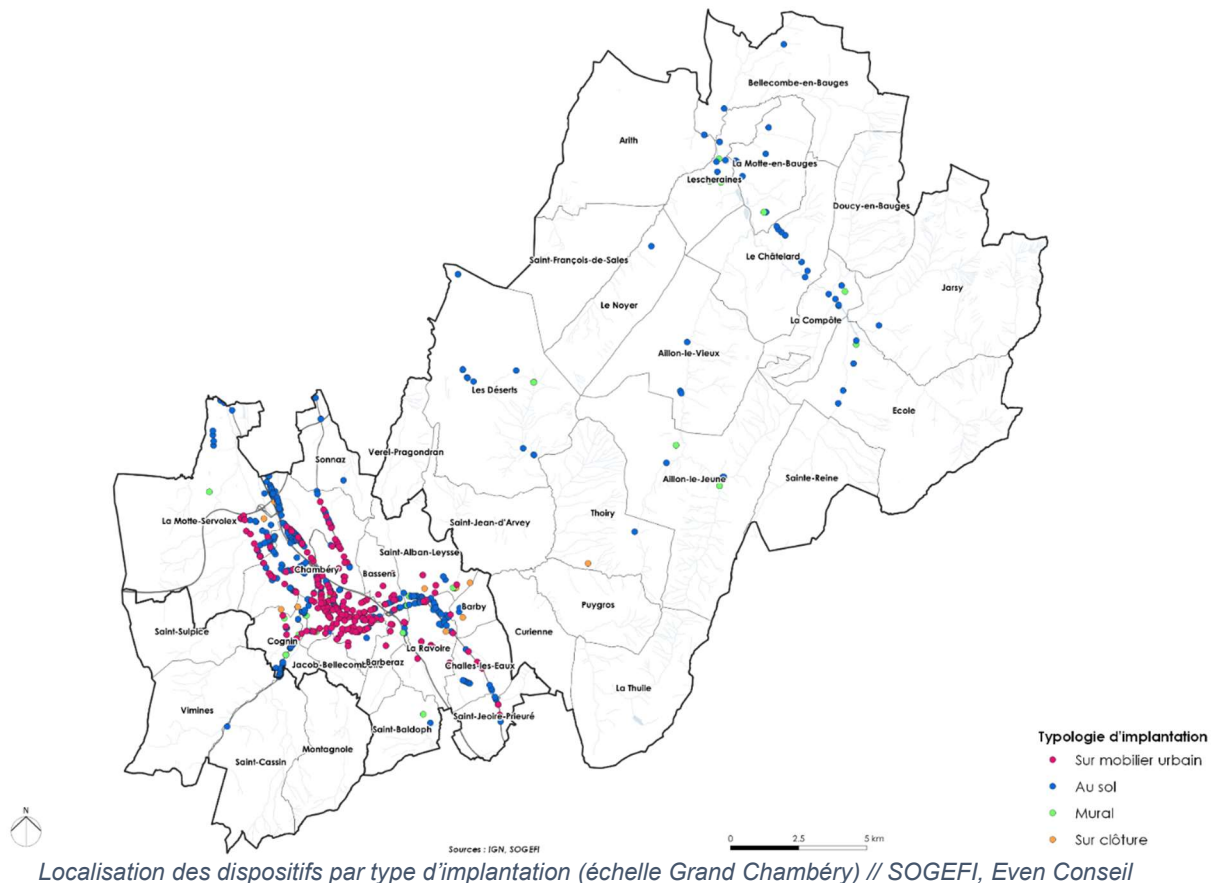 Bellecombe-en-Bauges
Arith
La Motte-en-Bauges
Lescheraines
Doucy-en-Bauges
Saint-François-de-Sales
Le Châtelard
Jarsy
Le Noyer
La Compôte
Aillon-le-Vieux
Les Déserts
Ecole
Verel-Pragondran
Sonnaz
Aillon-le-Jeune
Sainte-Reine
La Motte-Servolex
Saint-Jean-d'Arvey
Thoiry
Saint-Alban-Leysse
Chambéry
Bassens
Barby
Puygros
Saint-Sulpice
Curienne
Cognin
La Ravoire
Jacob-Bellecombette
Barberaz
Challes-les-Eaux
La Thuile
Vimines
Saint-Jeoire-Prieuré
Saint-Baldoph
Montagnole
Saint-Cassin
Typologie d'implantation
Sur mobilier urbain
Au sol
Mural
Sur clôture
N
0 2.5 5 km
Sources : IGN, SOGEFI
Localisation des dispositifs par type d'implantation (échelle Grand Chambéry) // SOGEFI, Even Conseil